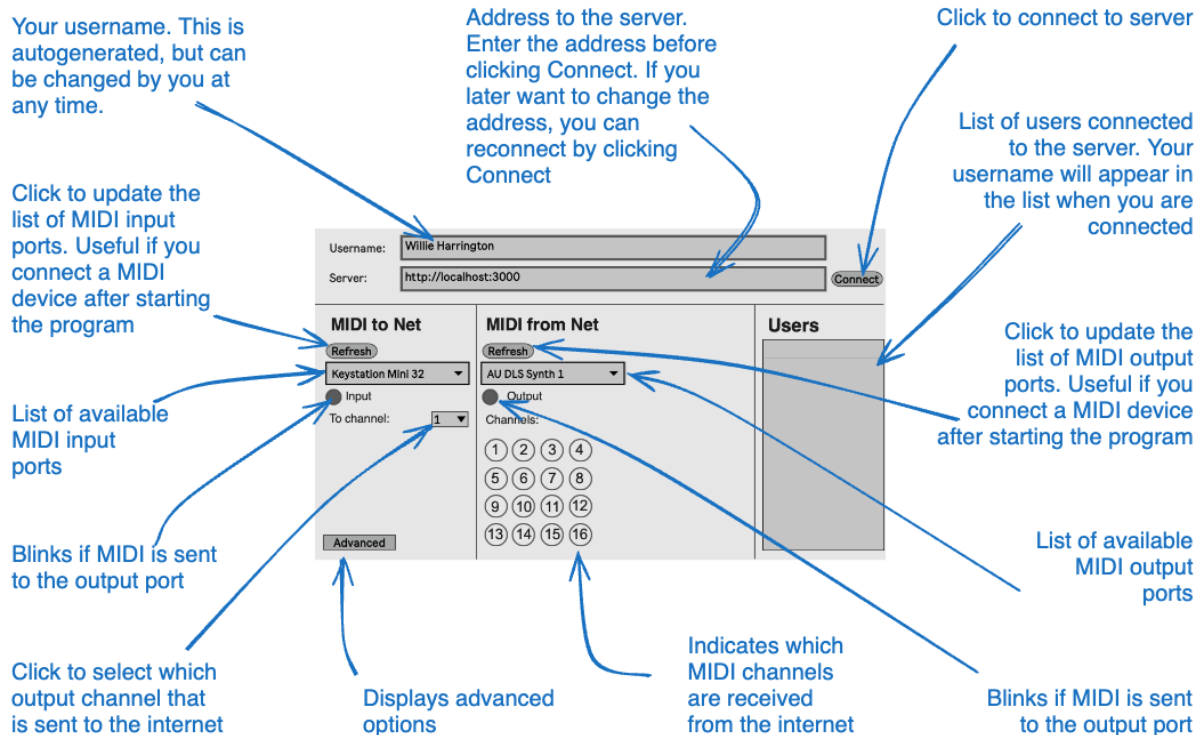 Your username. This is
autogenerated, but can
be changed by you at
any time.
Address to the server.
Enter the address before
clicking Connect. If you
later want to change the
address, you can
reconnect by clicking
Connect
Click to connect to server
List of users connected
to the server. Your
username will appear in
the list when you are
connected
Click to update the
list of MIDI input
ports. Useful if you
connect a MIDI
device after starting
the program
Username:
Willie Harrington
Server:
http://localhost:3000
Connect
MIDI to Net
Refresh
Keystation Mini 32
Input
To channel:
1
Advanced
MIDI from Net
Refresh
AU DLS Synth 1
Output
Channels:
1 2 3 4
5 6 7 8
9 10 11 12
13 14 15 16
Users
Click to update the
list of MIDI output
ports. Useful if you
connect a MIDI device
after starting the program
List of available
MIDI input
ports
Blinks if MIDI is sent
to the output port
List of available
MIDI output
ports
Click to select which
output channel that
is sent to the internet
Displays advanced
options
Indicates which
MIDI channels
are received
from the internet
Blinks if MIDI is sent
to the output port